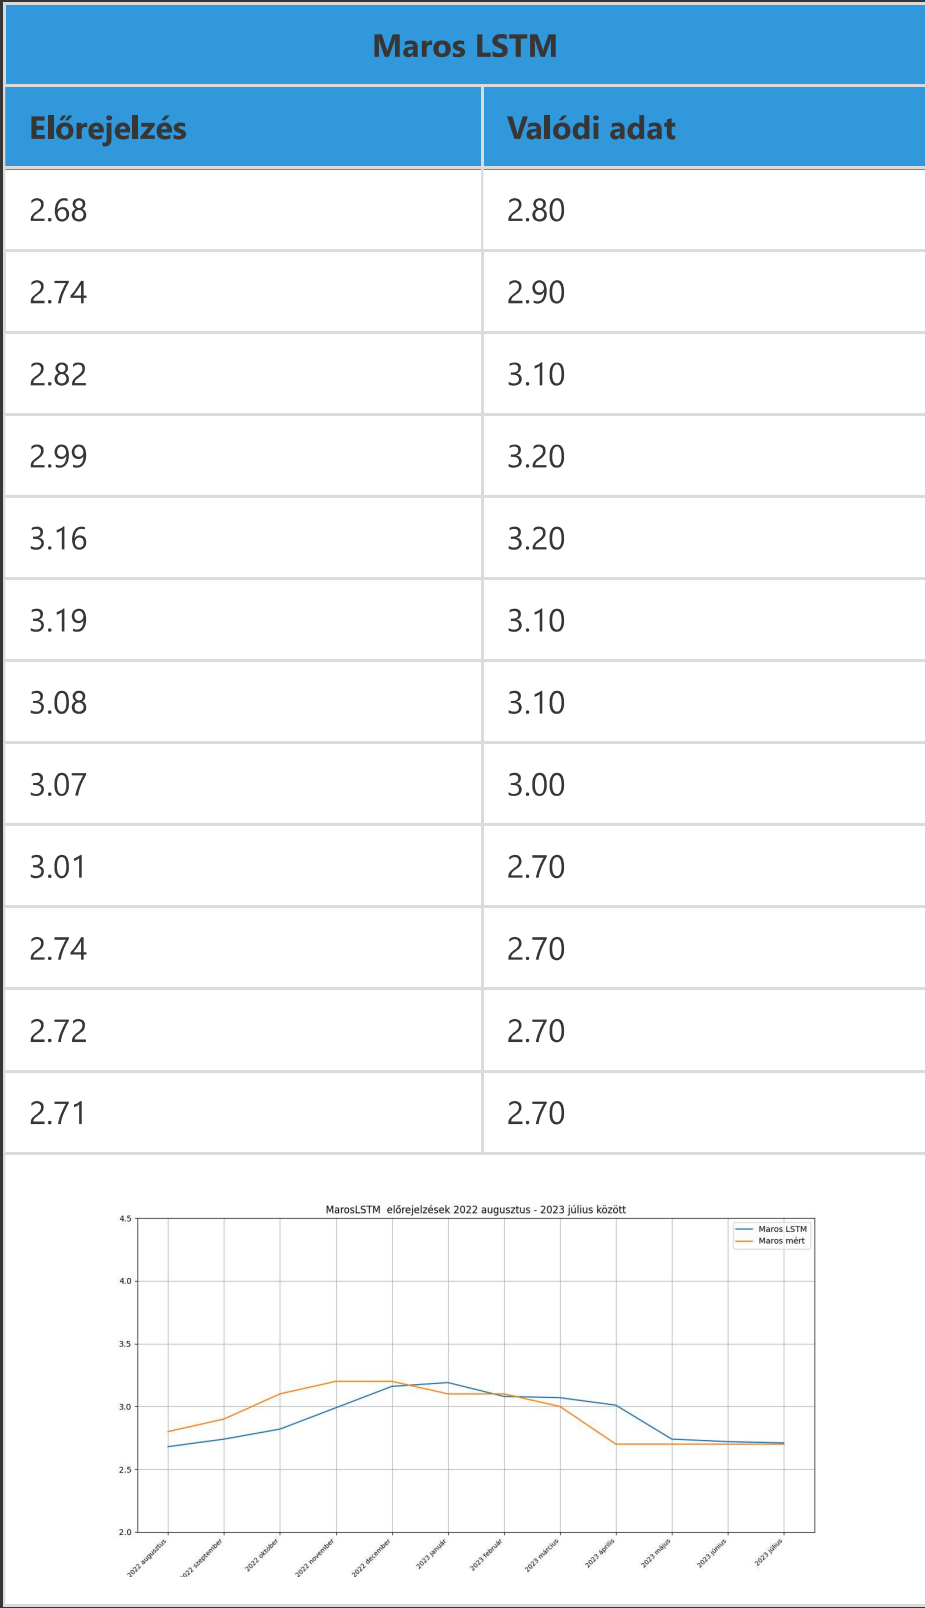 Maros LSTM
Előrejelzés Valódi adat
2.68 2.80
2.74 2.90
2.82 3.10
2.99 3.20
3.16 3.20
3.19 3.10
3.08 3.10
3.07 3.00
3.01 2.70
2.74 2.70
2.72 2.70
2.71 2.70
MarosLSTM előrejelzések 2022 augusztus - 2023 július között
Maros LSTM
Maros mért
4.5
4.0
3.5
3.0
2.5
2.0
2022 augusztus
2022 szeptember
2022 október
2022 november
2022 december
2023 január
2023 február
2023 március
2023 április
2023 május
2023 június
2023 július